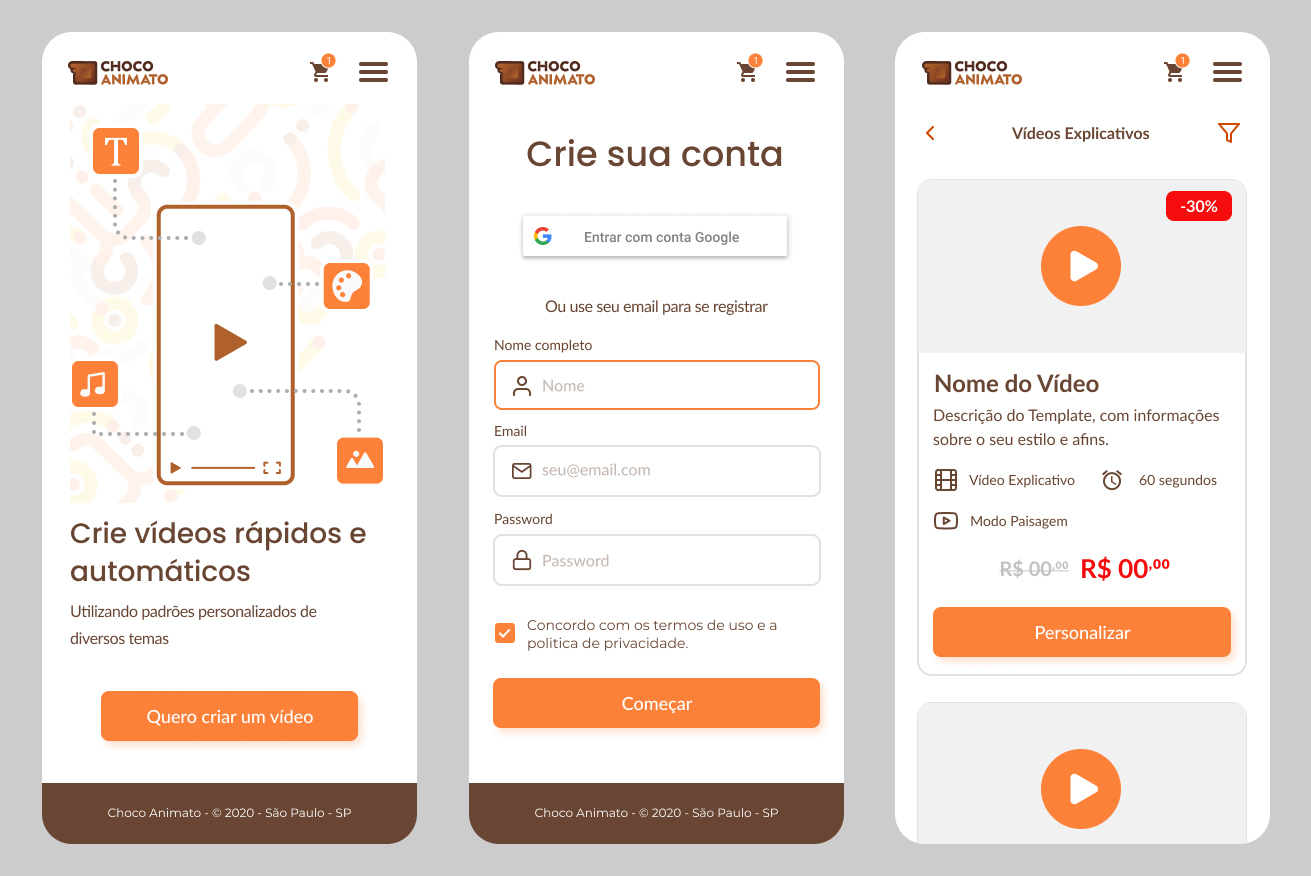 CHOCO
ANIMATO
1
T
Crie vídeos rápidos e
automáticos
Utilizando padrões personalizados de
diversos temas
Quero criar um vídeo
Choco Animato - © 2020 - São Paulo - SP
CHOCO
ANIMATO
1
Crie sua conta
Entrar com conta Google
Ou use seu email para se registrar
Nome completo
Nome
Email
seu@email.com
Password
Password
Concordo com os termos de uso e a
politica de privacidade.
Começar
Choco Animato - © 2020 - São Paulo - SP
CHOCO
ANIMATO
1
Vídeos Explicativos
-30%
Nome do Vídeo
Descrição do Template, com informações
sobre o seu estilo e afins.
Vídeo Explicativo 60 segundos
Modo Paisagem
R$ 00,00 R$ 00,00
Personalizar